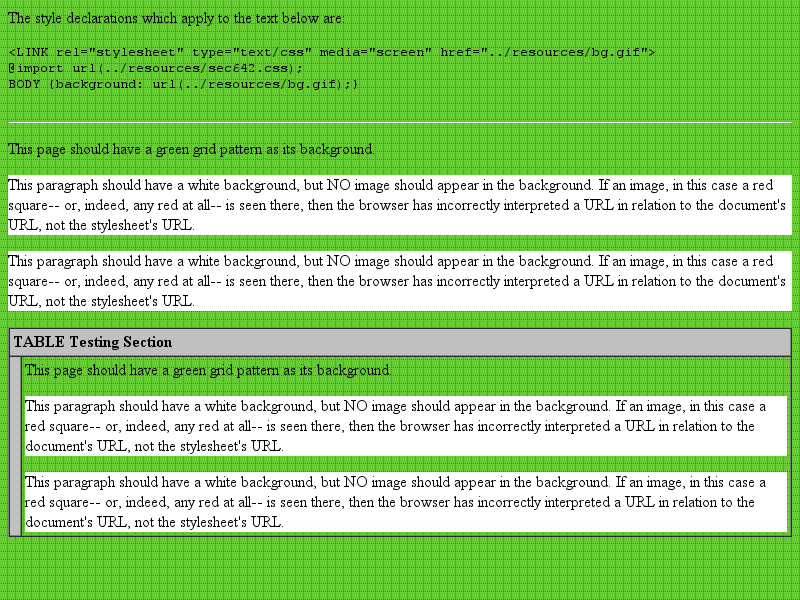 The style declarations which apply to the text below are:
<LINK rel="stylesheet" type="text/css" media="screen" href="../resources/bg.gif">
@import url(../resources/sec642.css);
BODY {background: url(../resources/bg.gif);}
This page should have a green grid pattern as its background.
This paragraph should have a white background, but NO image should appear in the background. If an image, in this case a red
square-- or, indeed, any red at all-- is seen there, then the browser has incorrectly interpreted a URL in relation to the document's
URL, not the stylesheet's URL.
This paragraph should have a white background, but NO image should appear in the background. If an image, in this case a red
square-- or, indeed, any red at all-- is seen there, then the browser has incorrectly interpreted a URL in relation to the document's
URL, not the stylesheet's URL.
TABLE Testing Section
This page should have a green grid pattern as its background.
This paragraph should have a white background, but NO image should appear in the background. If an image, in this case a
red square-- or, indeed, any red at all-- is seen there, then the browser has incorrectly interpreted a URL in relation to the
document's URL, not the stylesheet's URL.
This paragraph should have a white background, but NO image should appear in the background. If an image, in this case a
red square-- or, indeed, any red at all-- is seen there, then the browser has incorrectly interpreted a URL in relation to the
document's URL, not the stylesheet's URL.